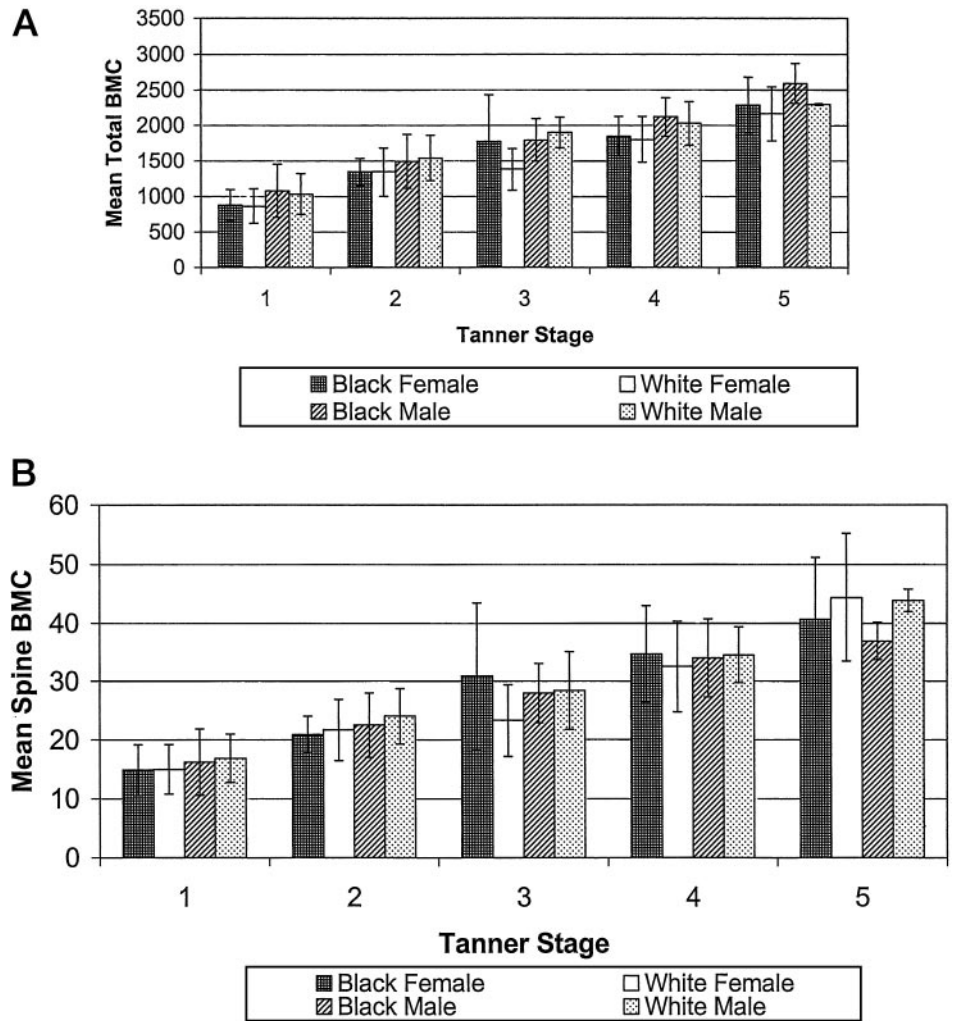 A
3500
3000
2500
2000
1500
1000
500
0
Mean Total BMC
1 2 3 4 5
Tanner Stage
Black Female White Female
Black Male White Male
B
60
50
40
30
20
10
0
Mean Spine BMC
1 2 3 4 5
Tanner Stage
Black Female White Female
Black Male White Male